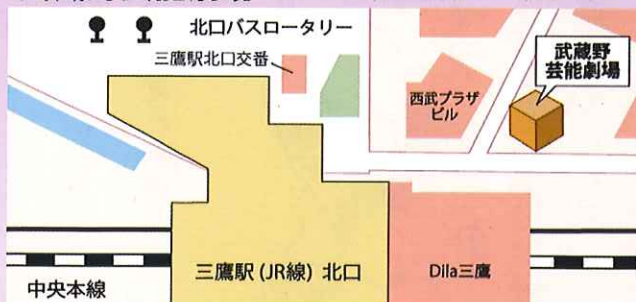 北口バスロータリー
三鷹駅北口交番
武蔵野
芸能劇場
西武プラザ
ビル
三鷹駅(JR線)北口
Dila三鷹
中央本線